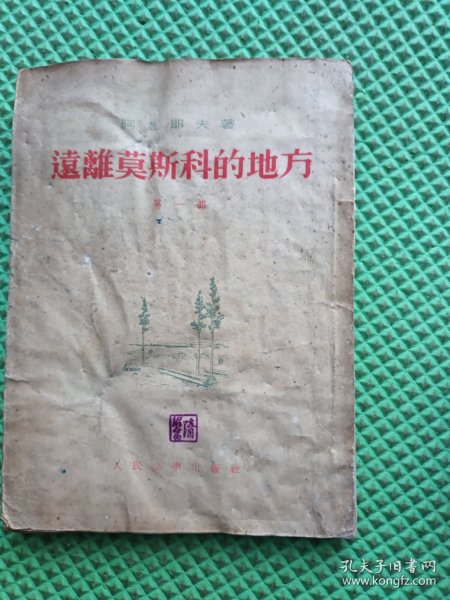 阿札耶夫著
遠離莫斯科的地方
第一部
人民文學出版社
孔夫子旧书网
www.kongfz.com